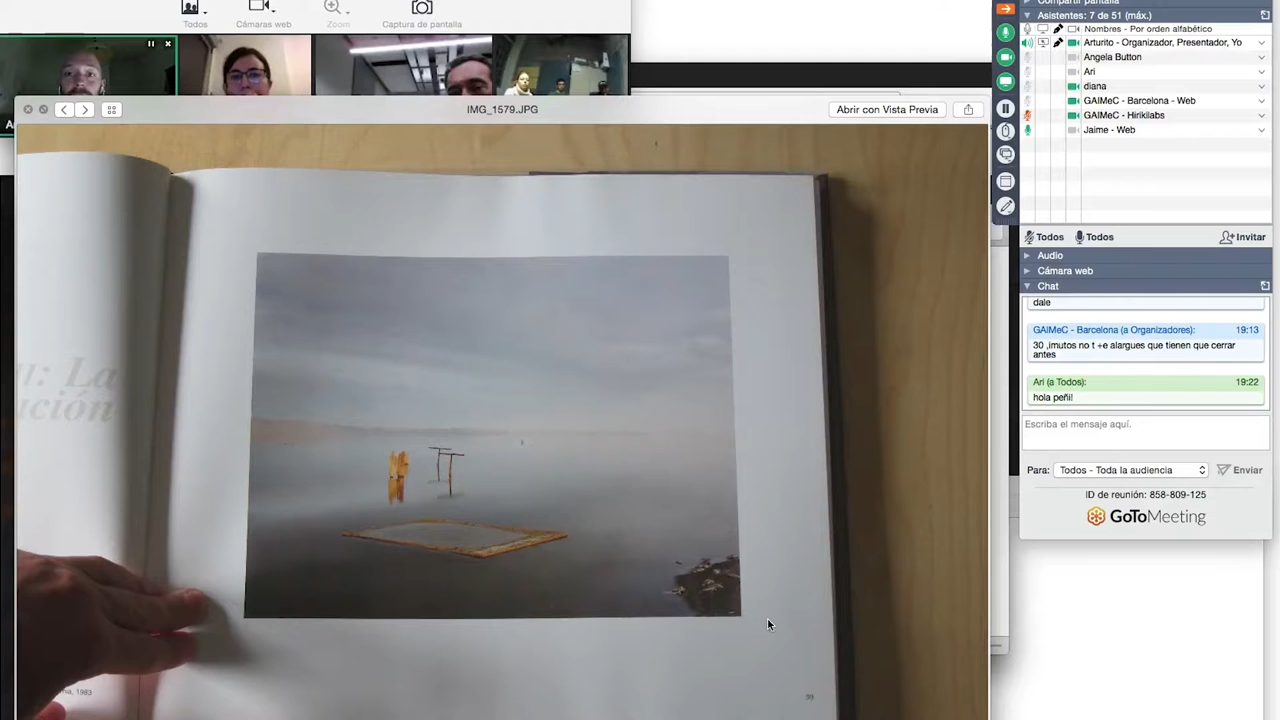 Todos
Cámaras web
Zoom
Captura de pantalla
IMG_1579.JPG
Abrir con Vista Previa
La
ución
1983
Compartir pantalla
Asistentes: 7 de 51 (máx.)
Nombres - Por orden alfabético
Arturito - Organizador, Presentador, Yo
Angela Button
Ari
diana
GAIMeC - Barcelona - Web
GAIMeC - Hirikilabs
Jaime - Web
Todos Todos Invitar
Audio
Cámara web
Chat
dale
GAIMeC - Barcelona (a Organizadores): 19:13
30 ,imutos no t +e alargues que tienen que cerrar
antes
Ari (a Todos): 19:22
hola peñi!
Escriba el mensaje aquí.
Para: Todos - Toda la audiencia Enviar
ID de reunión: 858-809-125
GoToMeeting